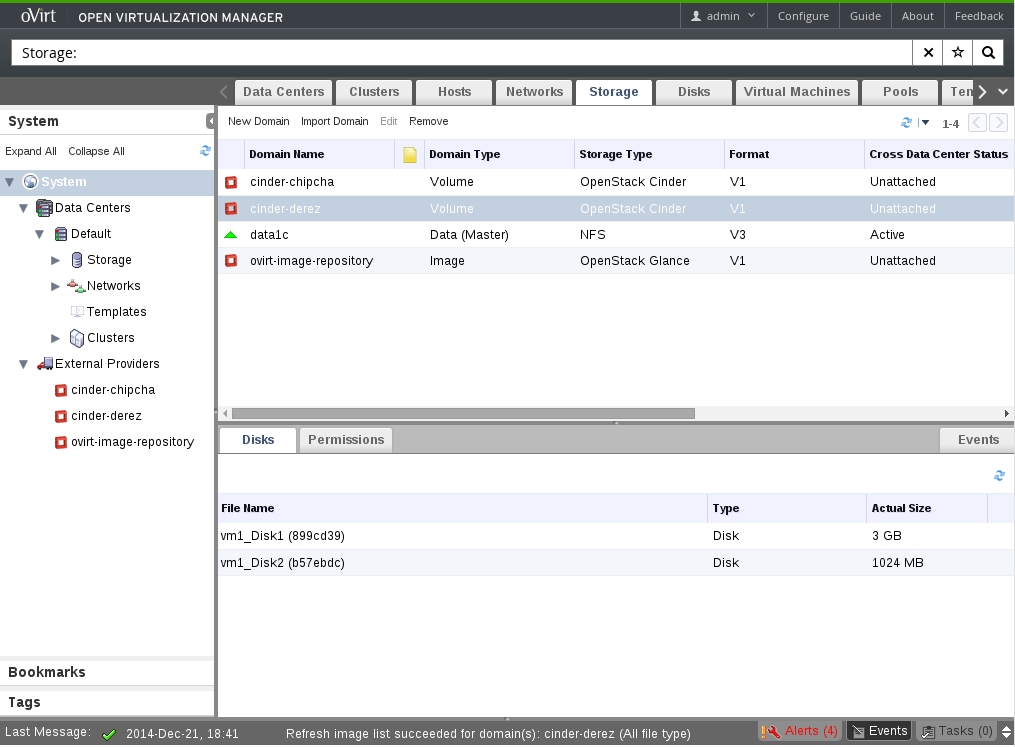 oVirt OPEN VIRTUALIZATION MANAGER admin Configure Guide About Feedback
Storage:
Data Centers Clusters Hosts Networks Storage Disks Virtual Machines Pools Ten
System
Expand All Collapse All
System
Data Centers
Default
Storage
Networks
Templates
Clusters
External Providers
cinder-chipcha
cinder-derez
ovirt-image-repository
Bookmarks
Tags
New Domain Import Domain Edit Remove 1-4
Domain Name Domain Type Storage Type Format Cross Data Center Status
cinder-chipcha Volume OpenStack Cinder V1 Unattached
cinder-derez Volume OpenStack Cinder V1 Unattached
data1c Data (Master) NFS V3 Active
ovirt-image-repository Image OpenStack Glance V1 Unattached
Disks Permissions Events
File Name Type Actual Size
vm1_Disk1 (899cd39) Disk 3 GB
vm1_Disk2 (b57ebdc) Disk 1024 MB
Last Message: 2014-Dec-21, 18:41 Refresh image list succeeded for domain(s): cinder-derez (All file type) Alerts (4) Events Tasks (0)